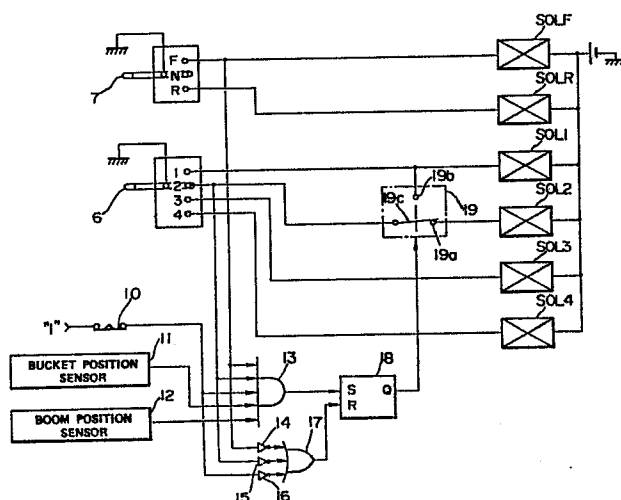 SOLF
F
N
R
7
SOLR
SOL1
1
2
3
4
6
19b
19
19c
19a
SOL2
SOL3
SOL4
"1"
10
11
BUCKET POSITION
SENSOR
12
BOOM POSITION
SENSOR
13
18
S Q
R
14
17
15
16